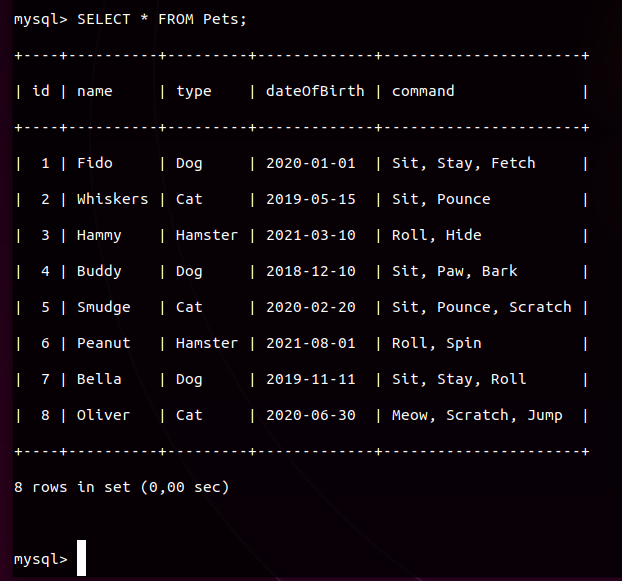 mysql> SELECT * FROM Pets;
+----+----------+---------+-------------+----------------------+
| id | name     | type    | dateOfBirth | command              |
+----+----------+---------+-------------+----------------------+
|  1 | Fido     | Dog     | 2020-01-01  | Sit, Stay, Fetch     |
|  2 | Whiskers | Cat     | 2019-05-15  | Sit, Pounce          |
|  3 | Hammy    | Hamster | 2021-03-10  | Roll, Hide           |
|  4 | Buddy    | Dog     | 2018-12-10  | Sit, Paw, Bark       |
|  5 | Smudge   | Cat     | 2020-02-20  | Sit, Pounce, Scratch |
|  6 | Peanut   | Hamster | 2021-08-01  | Roll, Spin           |
|  7 | Bella    | Dog     | 2019-11-11  | Sit, Stay, Roll      |
|  8 | Oliver   | Cat     | 2020-06-30  | Meow, Scratch, Jump  |
+----+----------+---------+-------------+----------------------+
8 rows in set (0,00 sec)
mysql>